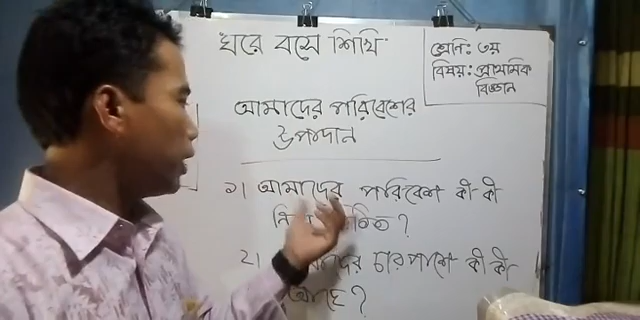 ঘরে বসে শিখি
শ্রেণি: ৩য়
বিষয়: প্রাথমিক
বিজ্ঞান
আমাদের পরিবেশের
উপাদান
১। আমাদের পরিবেশ কী কী
২। চারপাশে কী কী
আছে?